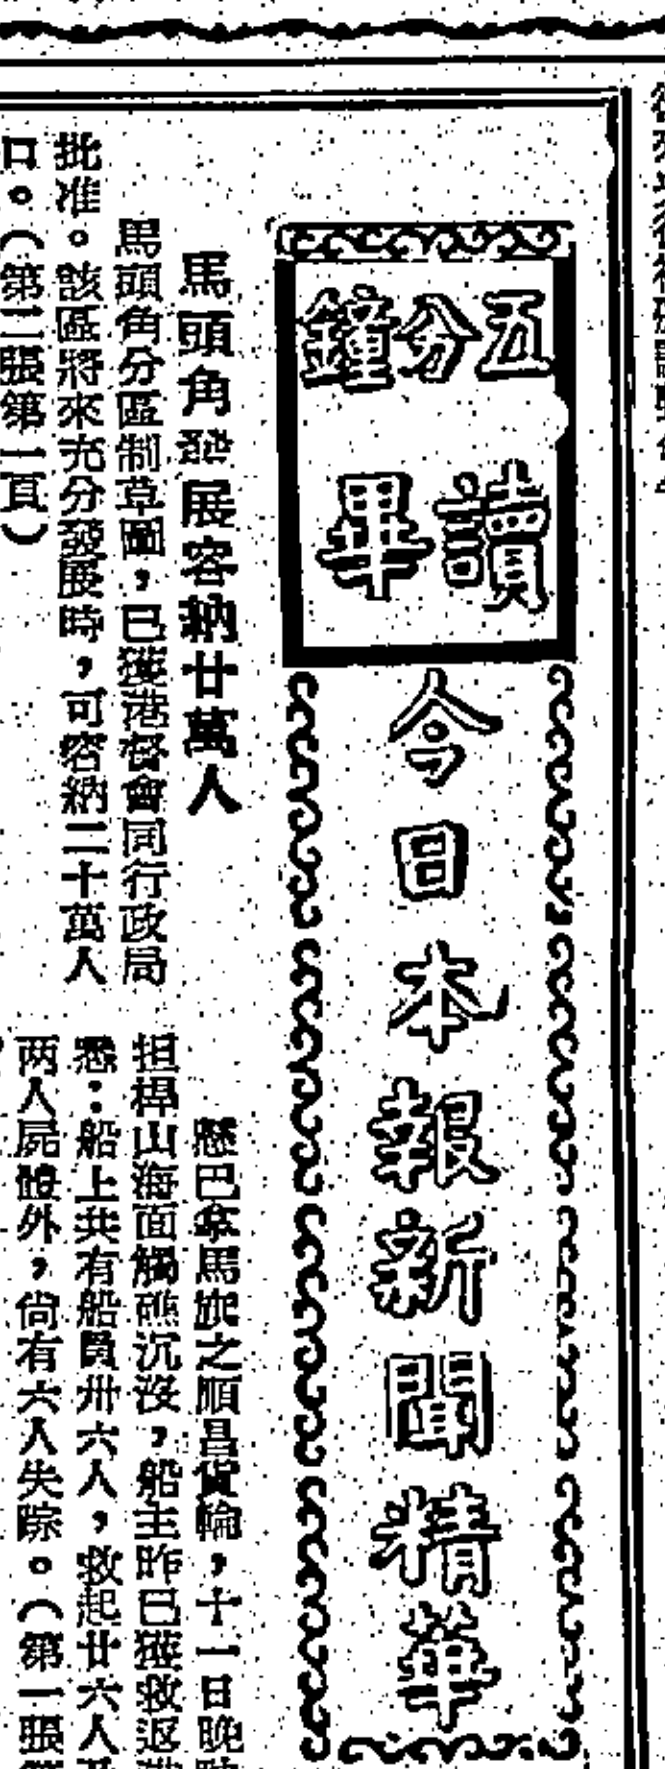 五分鐘
讀畢
今日本報新聞精華
馬頭角發展容納廿萬人
馬頭角分區制草圖，已獲港督會同行政局
批准。該區將來充分發展時，可容納二十萬人
口。（第二張第一頁）
懸巴拿馬旗之順昌貨輪，十一日晚
担桿山海面觸礁沉沒，船主昨已獲救返
悉：船上共有船員卅六人，救起廿六人
两人屍體外，尚有六人失踪。（第一張